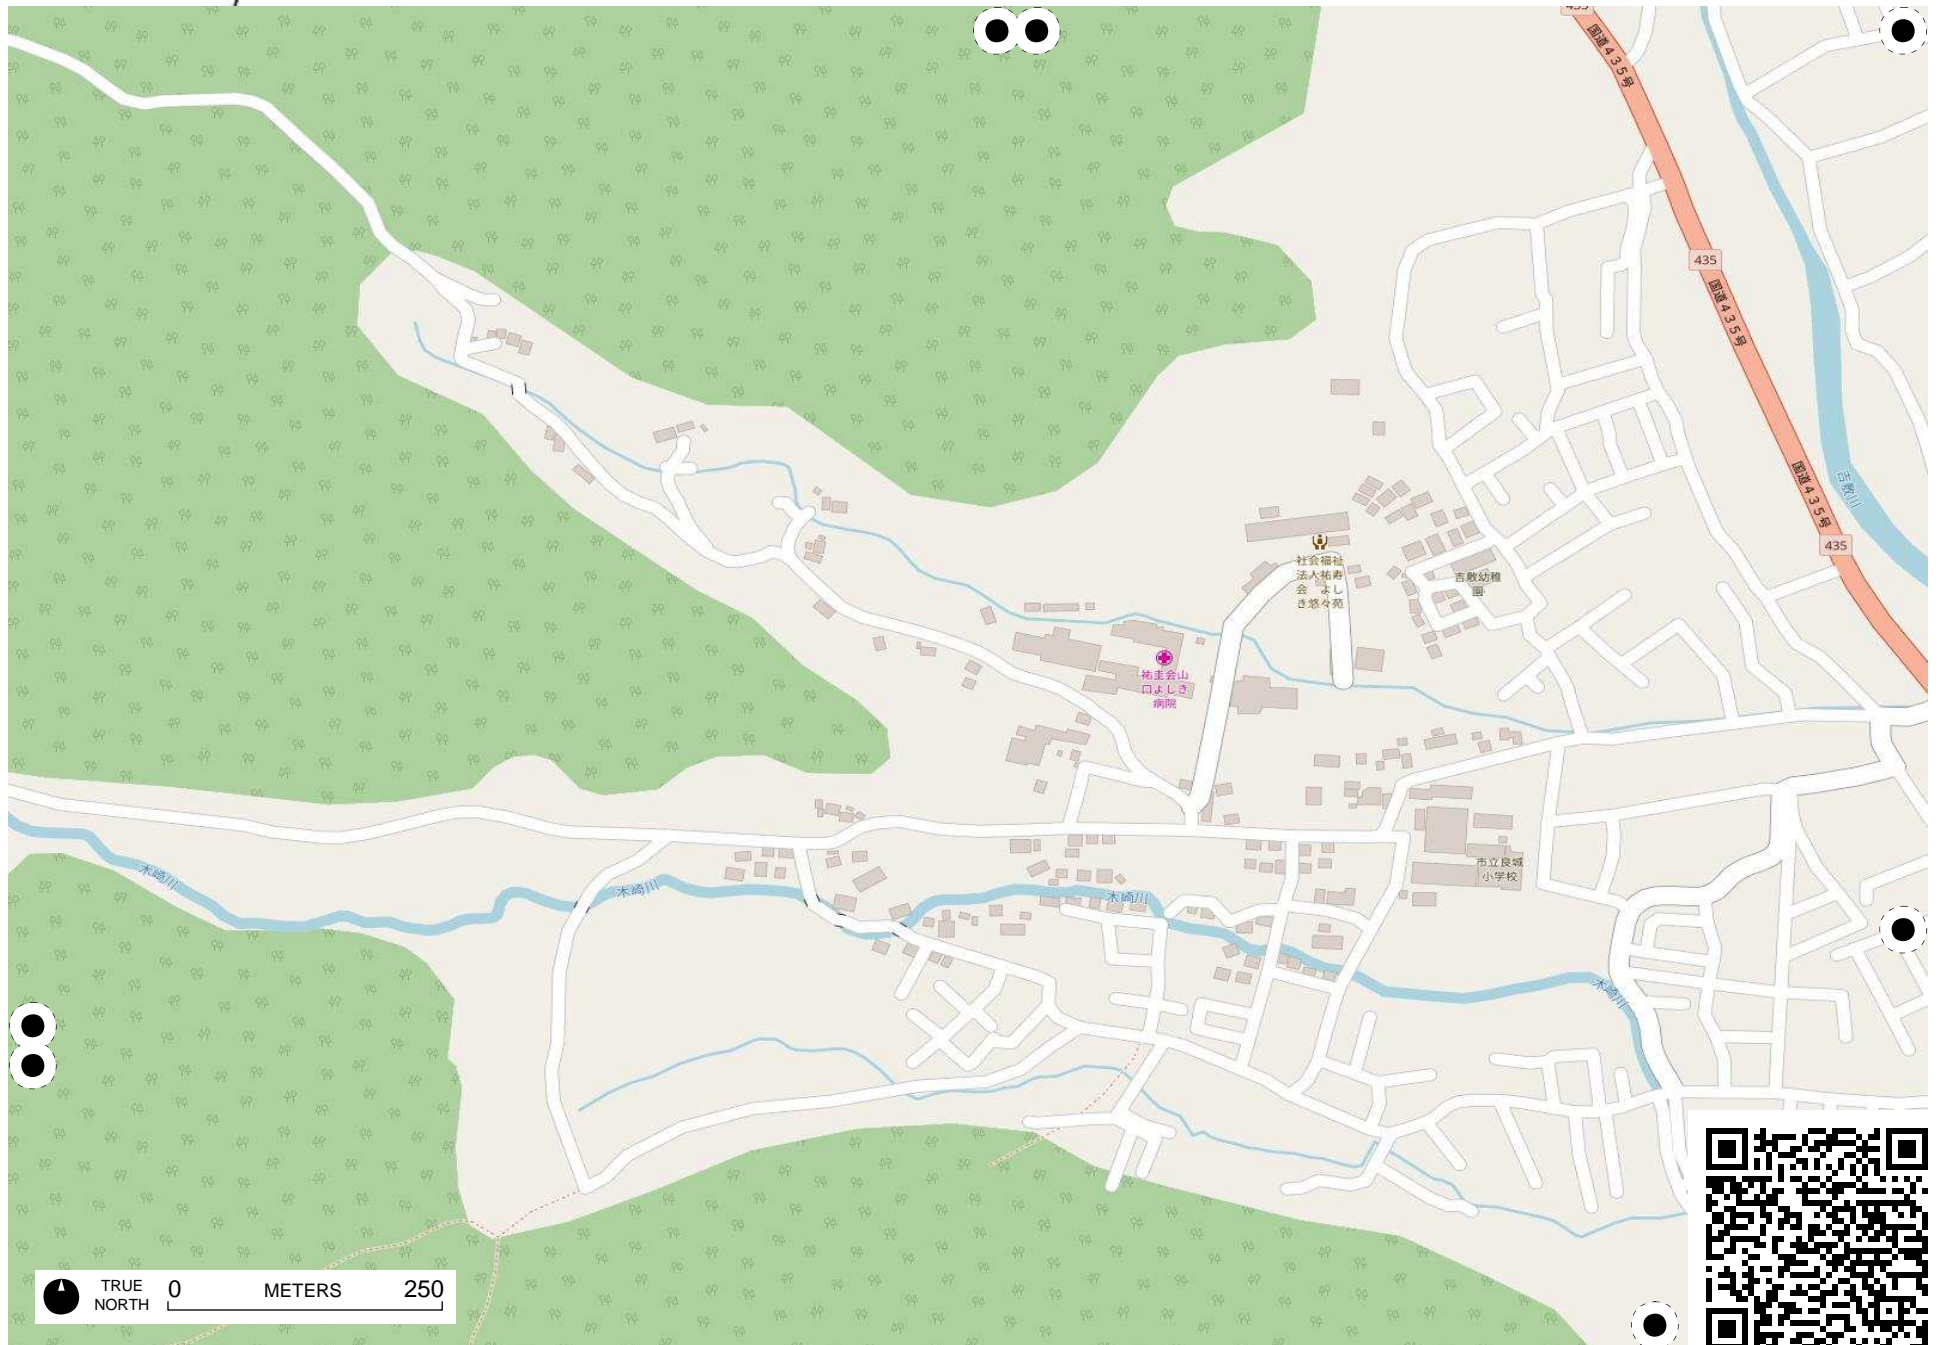 国道435号
435
国道435号
吉敷川
国道435号
435
社会福祉
法人祐寿
会 よし
き悠々苑
吉敷幼稚
園
祐圭会山
口よしき
病院
市立良城
小学校
木崎川
木崎川
木崎川
木崎川
TRUE
NORTH
0 METERS 250